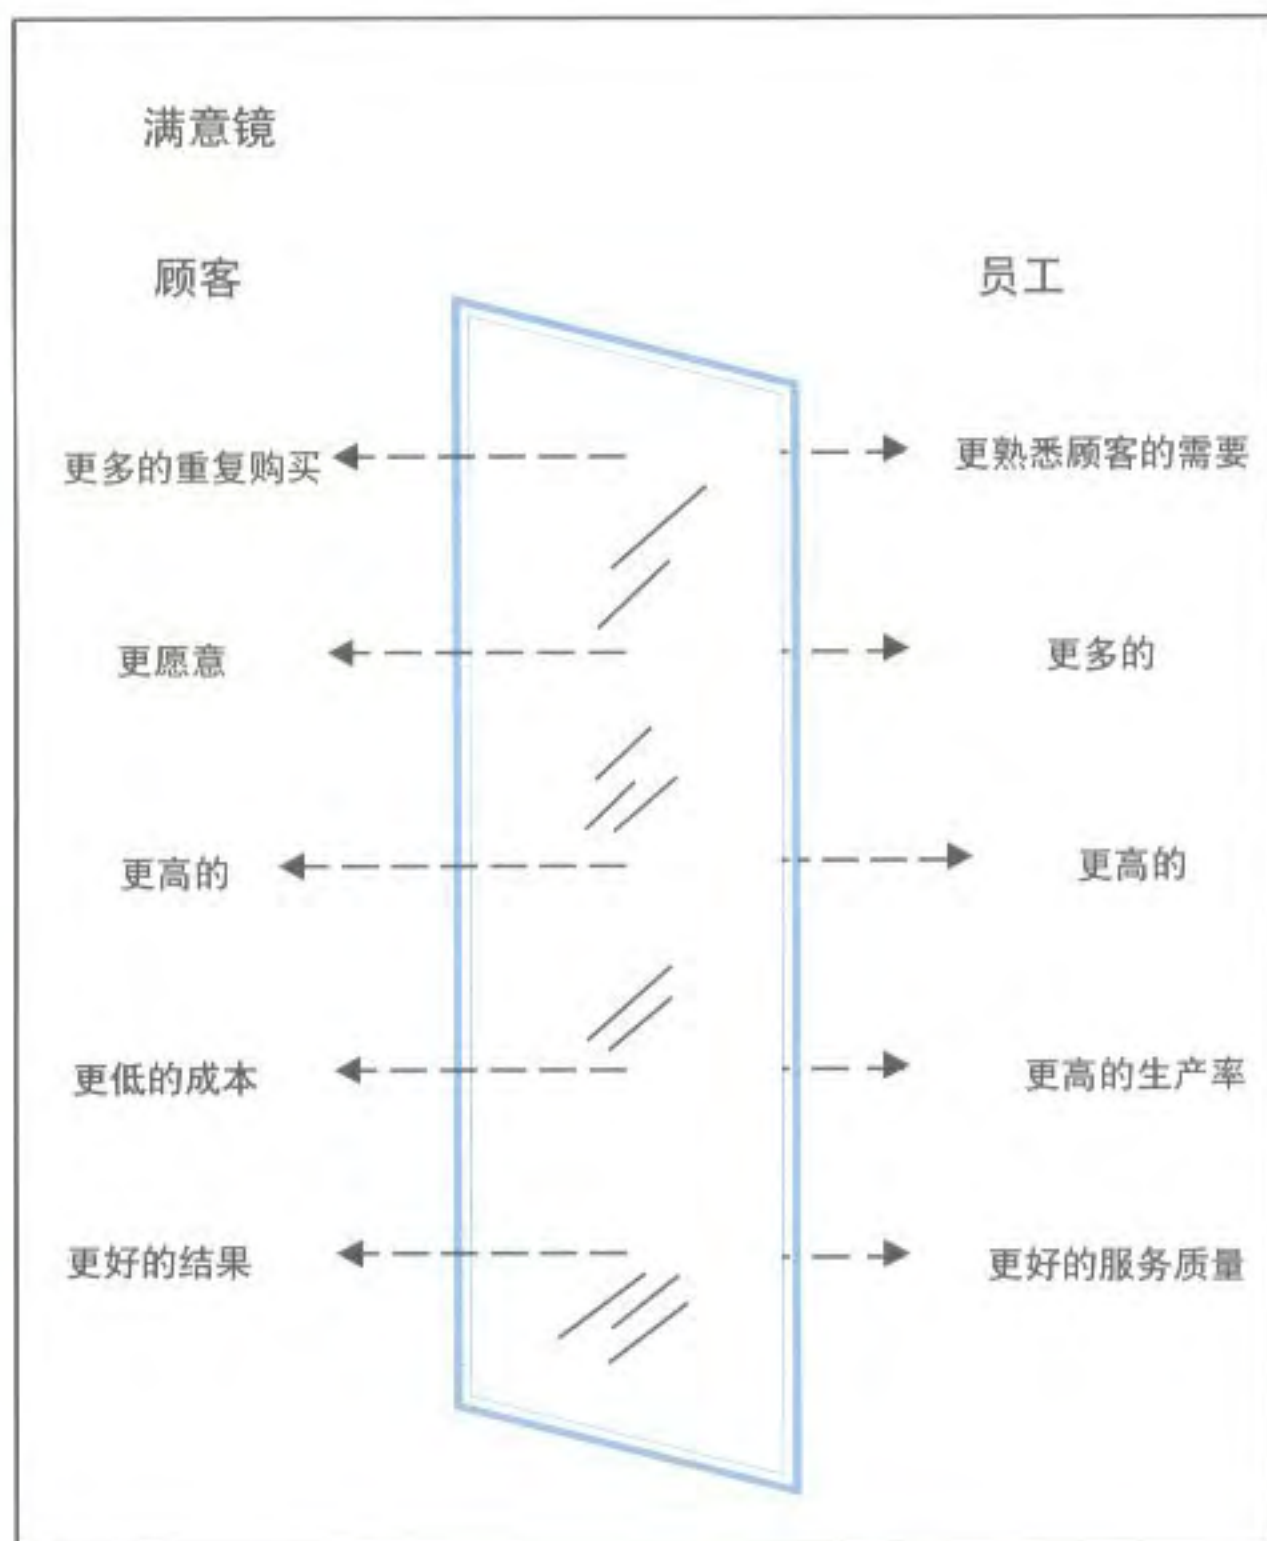 满意镜
顾客
员工
更多的重复购买
更熟悉顾客的需要
更愿意
更多的
更高的
更高的
更低的成本
更高的生产率
更好的结果
更好的服务质量